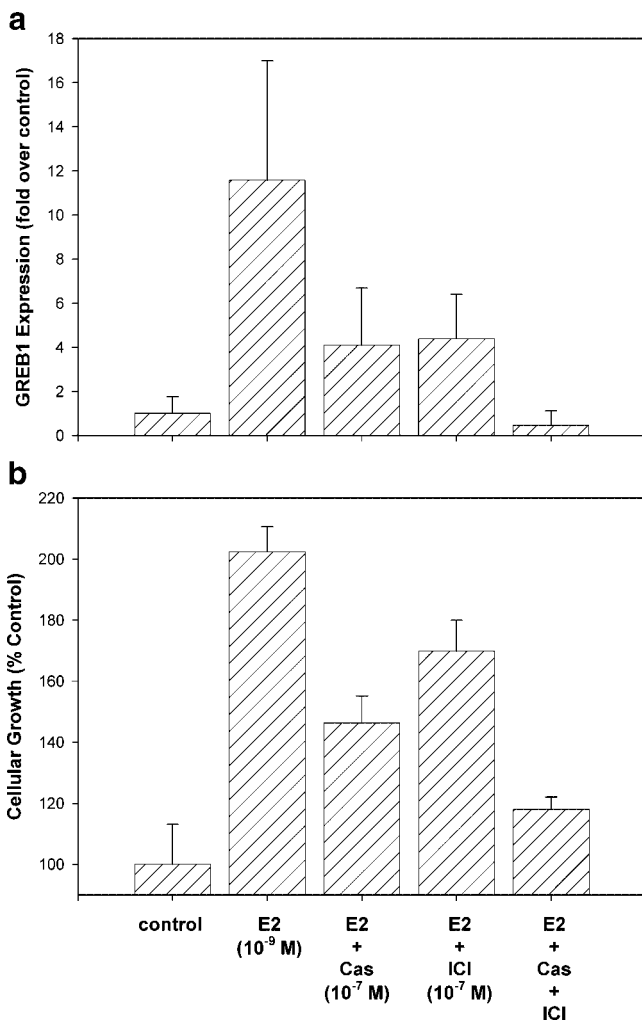 a
GREB1 Expression (fold over control)
18
16
14
12
10
8
6
4
2
0
b
Cellular Growth (% Control)
220
200
180
160
140
120
100
control
E2
(10⁻⁹ M)
E2
+
Cas
(10⁻⁷ M)
E2
+
ICI
(10⁻⁷ M)
E2
+
Cas
+
ICI